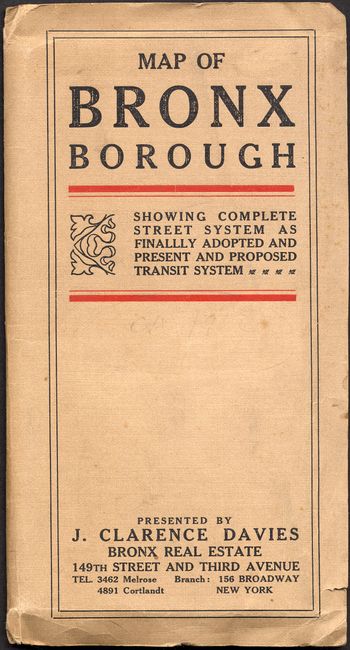 MAP OF
BRONX
BOROUGH
SHOWING COMPLETE
STREET SYSTEM AS
FINALLLY ADOPTED AND
PRESENT AND PROPOSED
TRANSIT SYSTEM
PRESENTED BY
J. CLARENCE DAVIES
BRONX REAL ESTATE
149TH STREET AND THIRD AVENUE
TEL. 3462 Melrose Branch: 156 BROADWAY
4891 Cortlandt NEW YORK